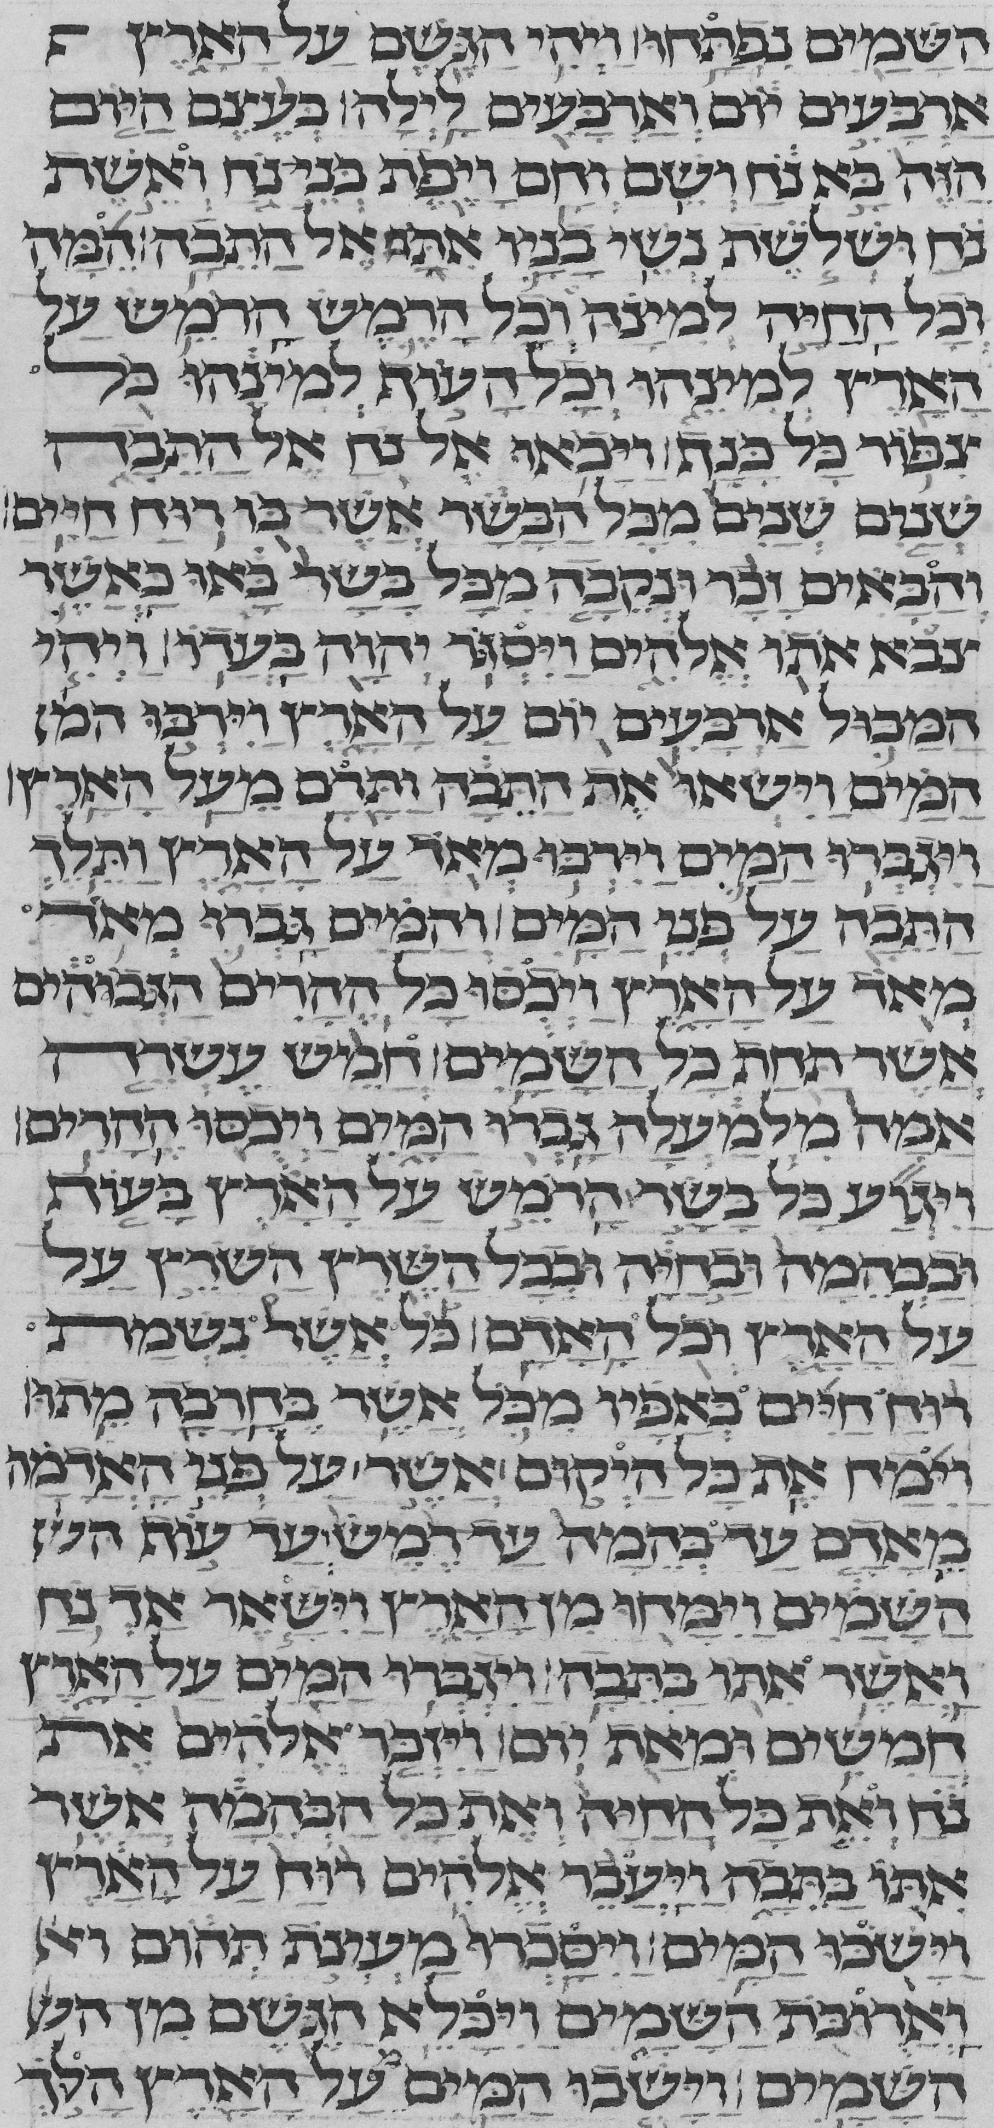 השמים נפתחו ויהי הגשם על הארץ
ארבעים יום וארבעים לילה בעצם היום
הזה בא נח ושם וחם ויפת בני נח ואשת
נח ושלשת נשי בניו אתם אל התבה המה
וכל החיה למינה וכל הרמש הרמש על
הארץ למינהו וכל העוף למינהו כל
צפור כל כנף ויבאו אל נח אל התבה
שנים שנים מכל הבשר אשר בו רוח חיים
והבאים זכר ונקבה מכל בשר באו כאשר
צוה אתו אלהים ויסגר יהוה בעדו ויהי
המבול ארבעים יום על הארץ וירבו המ
המים וישאו את התבה ותרם מעל הארץ
ויגברו המים וירבו מאד על הארץ ותלך
התבה על פני המים והמים גברו מאד
מאד על הארץ ויכסו כל ההרים הגבוהים
אשר תחת כל השמים חמש עשרה
אמה מלמעלה גברו המים ויכסו ההרים
ויגוע כל בשר הרמש על הארץ בעוף
ובבהמה ובחיה ובכל השרץ השרץ על
על הארץ וכל האדם כל אשר נשמת
רוח חיים באפיו מכל אשר בחרבה מתו
וימח את כל היקום אשר על פני האדמה
מאדם עד בהמה עד רמש ועד עוף הש
השמים וימחו מן הארץ וישאר אך נח
ואשר אתו בתבה ויגברו המים על הארץ
חמשים ומאת יום ויזכר אלהים את
נח ואת כל החיה ואת כל הבהמה אשר
אתו בתבה ויעבר אלהים רוח על הארץ
וישכו המים ויסכרו מעינת תהום וא
וארובת השמים ויכלא הגשם מן הש
השמים וישבו המים מעל הארץ הלוך